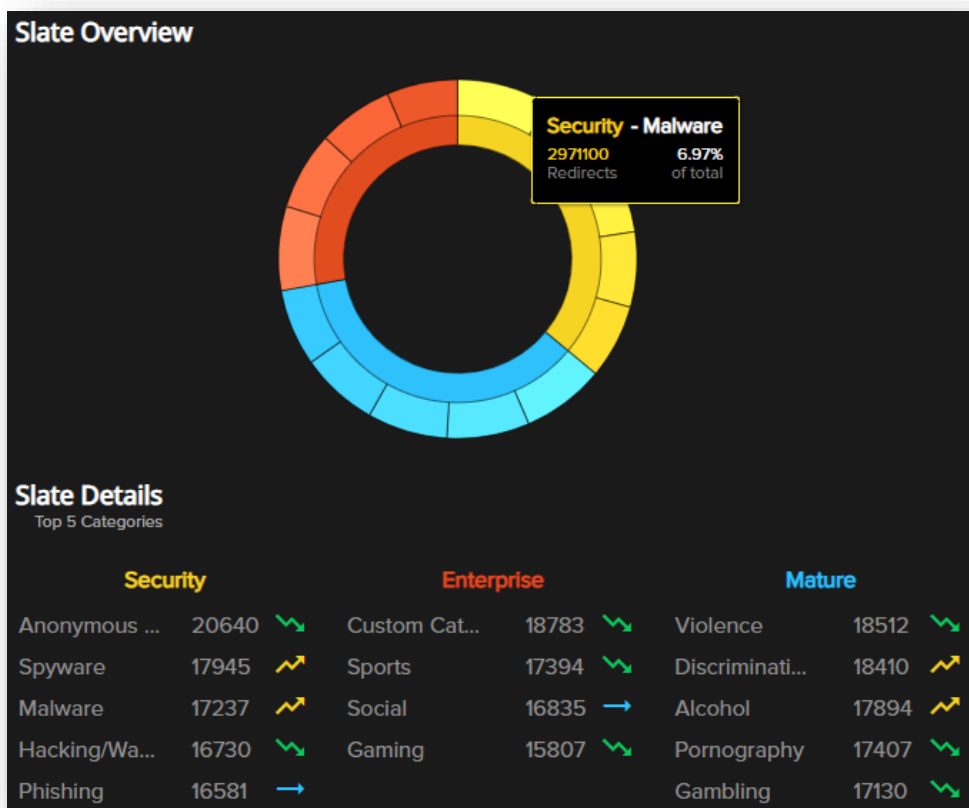 Slate Overview
Security - Malware
2971100 6.97%
Redirects of total
Slate Details
Top 5 Categories
Security Enterprise Mature
Anonymous ... 20640 Custom Cat... 18783 Violence 18512
Spyware 17945 Sports 17394 Discriminati... 18410
Malware 17237 Social 16835 Alcohol 17894
Hacking/Wa... 16730 Gaming 15807 Pornography 17407
Phishing 16581 Gambling 17130